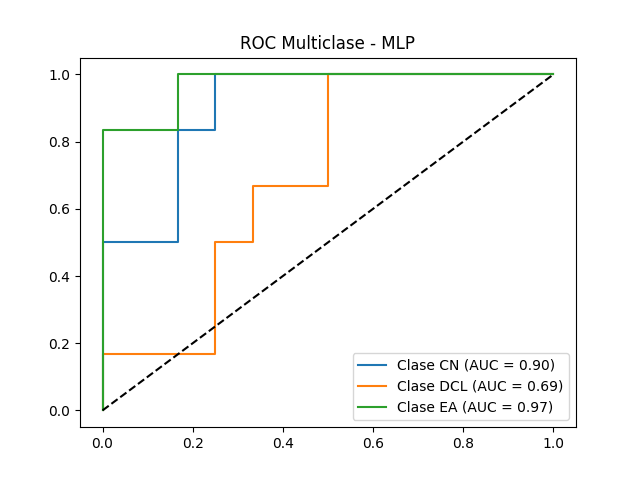 ROC Multiclase - MLP
1.0
0.8
0.6
0.4
0.2
0.0
0.0 0.2 0.4 0.6 0.8 1.0
Clase CN (AUC = 0.90)
Clase DCL (AUC = 0.69)
Clase EA (AUC = 0.97)